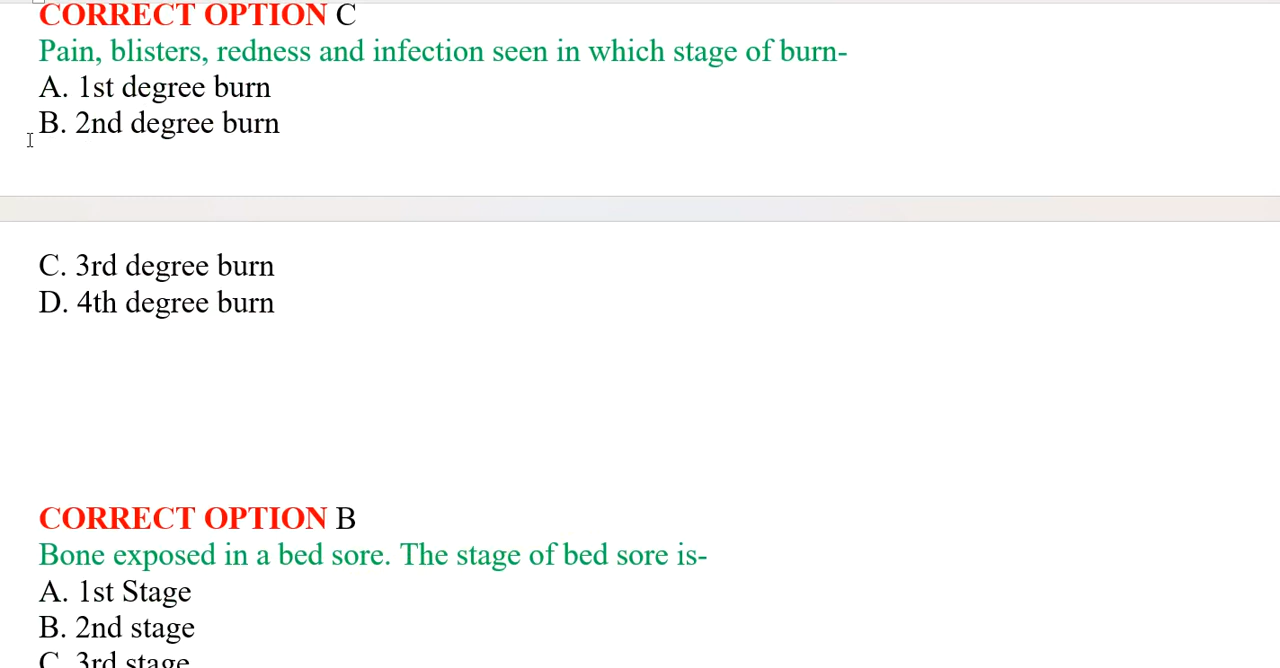 CORRECT OPTION C
Pain, blisters, redness and infection seen in which stage of burn-
A. 1st degree burn
B. 2nd degree burn
C. 3rd degree burn
D. 4th degree burn
CORRECT OPTION B
Bone exposed in a bed sore. The stage of bed sore is-
A. 1st Stage
B. 2nd stage
C. 3rd stage